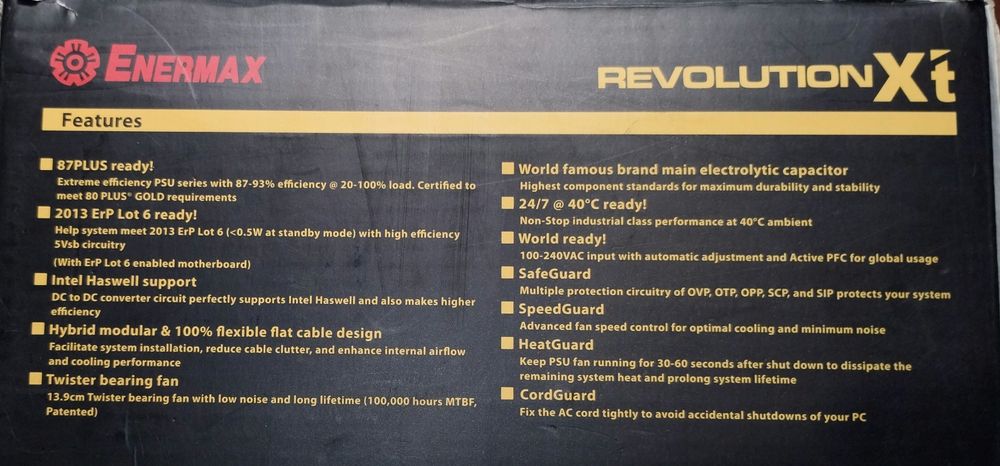 ENERMAX
REVOLUTION X't
Features
87PLUS ready!
Extreme efficiency PSU series with 87-93% efficiency @ 20-100% load. Certified to
meet 80 PLUS® GOLD requirements
2013 ErP Lot 6 ready!
Help system meet 2013 ErP Lot 6 (<0.5W at standby mode) with high efficiency
5Vsb circuitry
(With ErP Lot 6 enabled motherboard)
Intel Haswell support
DC to DC converter circuit perfectly supports Intel Haswell and also makes higher
efficiency
Hybrid modular & 100% flexible flat cable design
Facilitate system installation, reduce cable clutter, and enhance internal airflow
and cooling performance
Twister bearing fan
13.9cm Twister bearing fan with low noise and long lifetime (100,000 hours MTBF,
Patented)
World famous brand main electrolytic capacitor
Highest component standards for maximum durability and stability
24/7 @ 40°C ready!
Non-Stop industrial class performance at 40°C ambient
World ready!
100-240VAC input with automatic adjustment and Active PFC for global usage
SafeGuard
Multiple protection circuitry of OVP, OTP, OPP, SCP, and SIP protects your system
SpeedGuard
Advanced fan speed control for optimal cooling and minimum noise
HeatGuard
Keep PSU fan running for 30-60 seconds after shut down to dissipate the
remaining system heat and prolong system lifetime
CordGuard
Fix the AC cord tightly to avoid accidental shutdowns of your PC